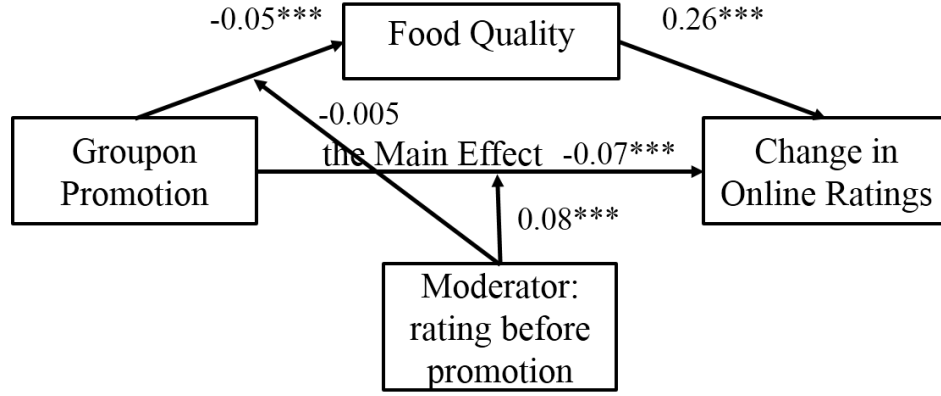 -0.05***
Food Quality
0.26***
-0.005
Groupon
Promotion
the Main Effect
-0.07***
Change in
Online Ratings
0.08***
Moderator:
rating before
promotion